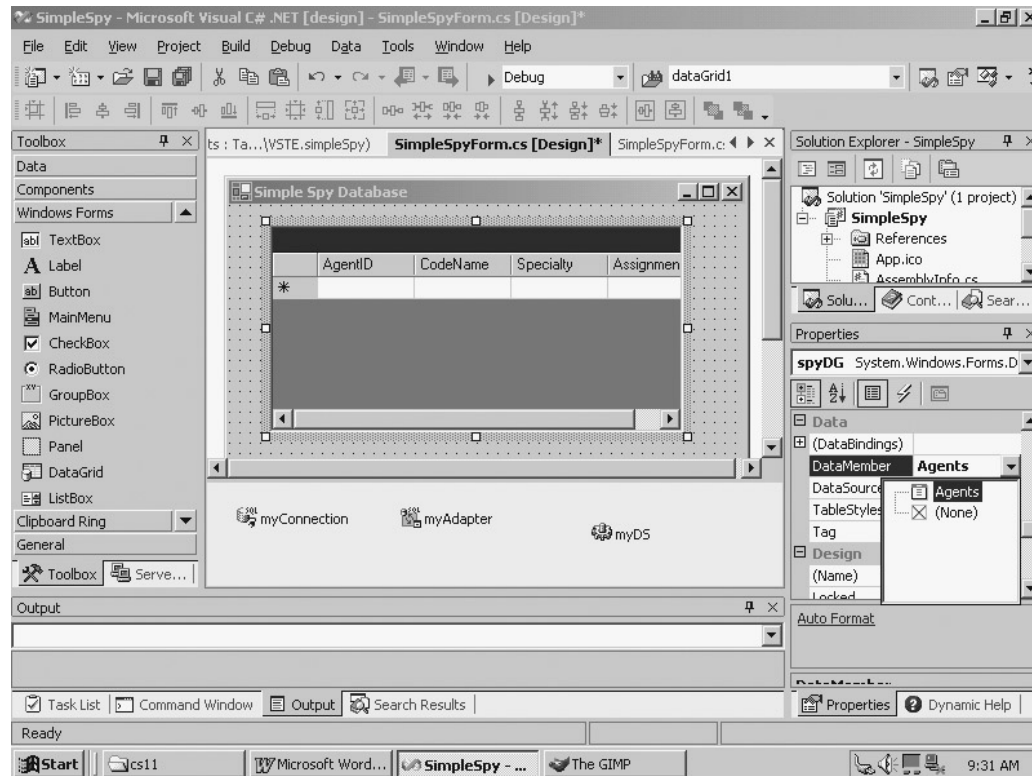 SimpleSpy - Microsoft Visual C# .NET [design] - SimpleSpyForm.cs [Design]*
File Edit View Project Build Debug Data Tools Window Help
Debug
dataGrid1
Toolbox
Data
Components
Windows Forms
TextBox
Label
Button
MainMenu
CheckBox
RadioButton
GroupBox
PictureBox
Panel
DataGrid
ListBox
Clipboard Ring
General
Toolbox
Serve...
ts : Ta...(VSTE.simpleSpy)
SimpleSpyForm.cs [Design]*
SimpleSpyForm.c:
Simple Spy Database
AgentID CodeName Specialty Assignmen
myConnection
myAdapter
myDS
Solution Explorer - SimpleSpy
Solution 'SimpleSpy' (1 project)
SimpleSpy
References
App.ico
AssemblyInfo.cs
Solu... Cont... Sear...
Properties
spyDG System.Windows.Forms.D
Data
(DataBindings)
DataMember Agents
DataSource
TableStyles
Tag
Design
(Name)
Locked
Agents
(None)
Auto Format
DataMember
Properties
Dynamic Help
Output
Task List
Command Window
Output
Search Results
Ready
Start
cs11
Microsoft Word...
SimpleSpy - ...
The GIMP
9:31 AM